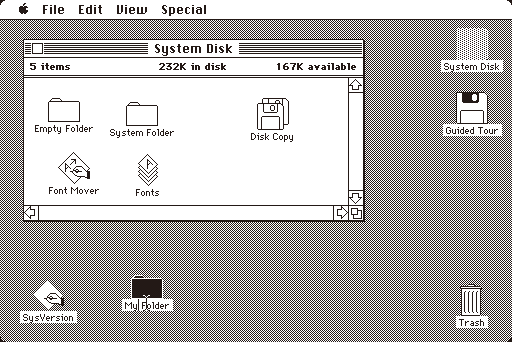 File Edit View Special
System Disk
5 items 232K in disk 167K available
System Disk
Empty Folder System Folder Disk Copy
Guided Tour
Font Mover Fonts
My Folder
SysVersion
Trash